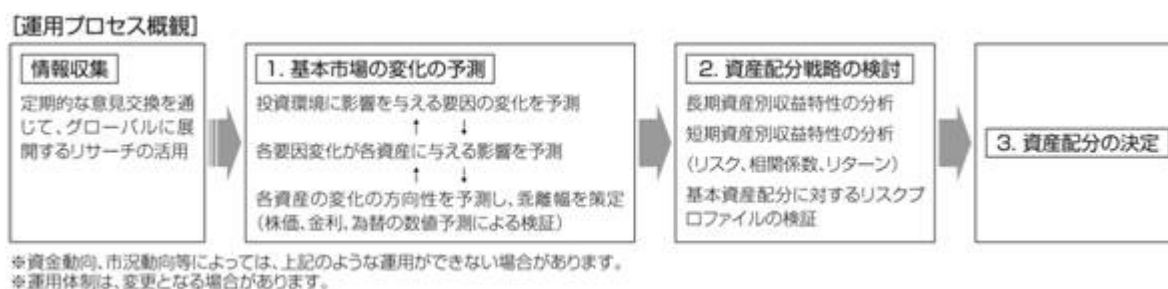 [運用プロセス概観]
情報収集
定期的な意見交換を通
じて、グローバルに展
開するリサーチの活用
1. 基本市場の変化の予測
投資環境に影響を与える要因の変化を予測
↑ ↓
各要因変化が各資産に与える影響を予測
↑ ↓
各資産の変化の方向性を予測し、乖離幅を策定
(株価、金利、為替の数値予測による検証)
2. 資産配分戦略の検討
長期資産別収益特性の分析
短期資産別収益特性の分析
(リスク、相関係数、リターン)
基本資産配分に対するリスクプ
ロファイルの検証
3. 資産配分の決定
※資金動向、市況動向等によっては、上記のような運用ができない場合があります。
※運用体制は、変更となる場合があります。